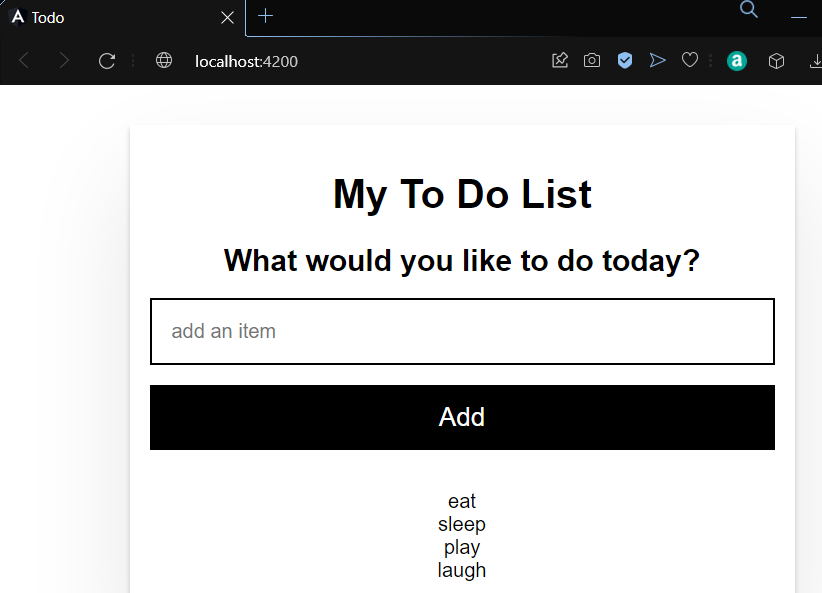 Todo
localhost:4200
a
My To Do List
What would you like to do today?
add an item
Add
eat
sleep
play
laugh